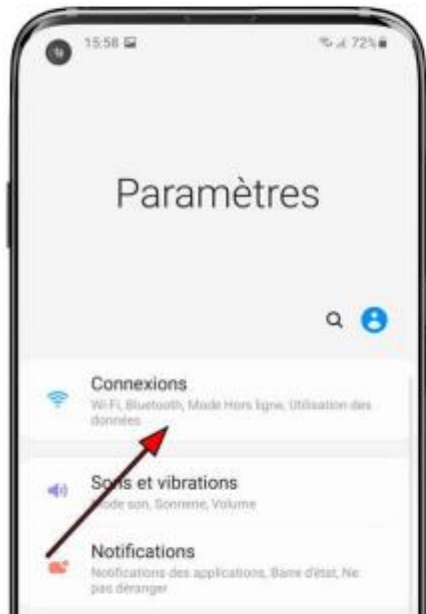 15:58
72%
Paramètres
Connexions
Wi-Fi, Bluetooth, Mode Hors ligne, Utilisation des
données
Sons et vibrations
Mode son, Sonnerie, Volume
Notifications
Notifications des applications, Barre d'état, Ne
pas déranger